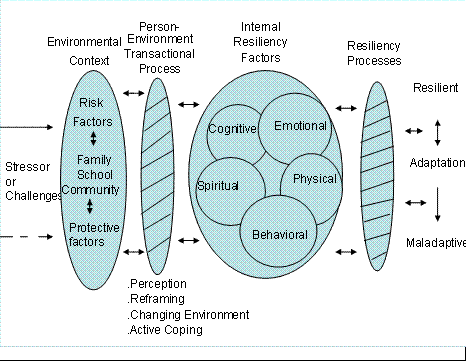 Environmental
Context
Person-
Environment
Transactional
Process
Internal
Resiliency
Factors
Resiliency
Processes
Stressor
or
Challenges
Risk
Factors
Family
School
Community
Protective
factors
Cognitive
Emotional
Spiritual
Physical
Behavioral
Resilient
Adaptation
Maladaptive
.Perception
.Reframing
.Changing Environment
.Active Coping